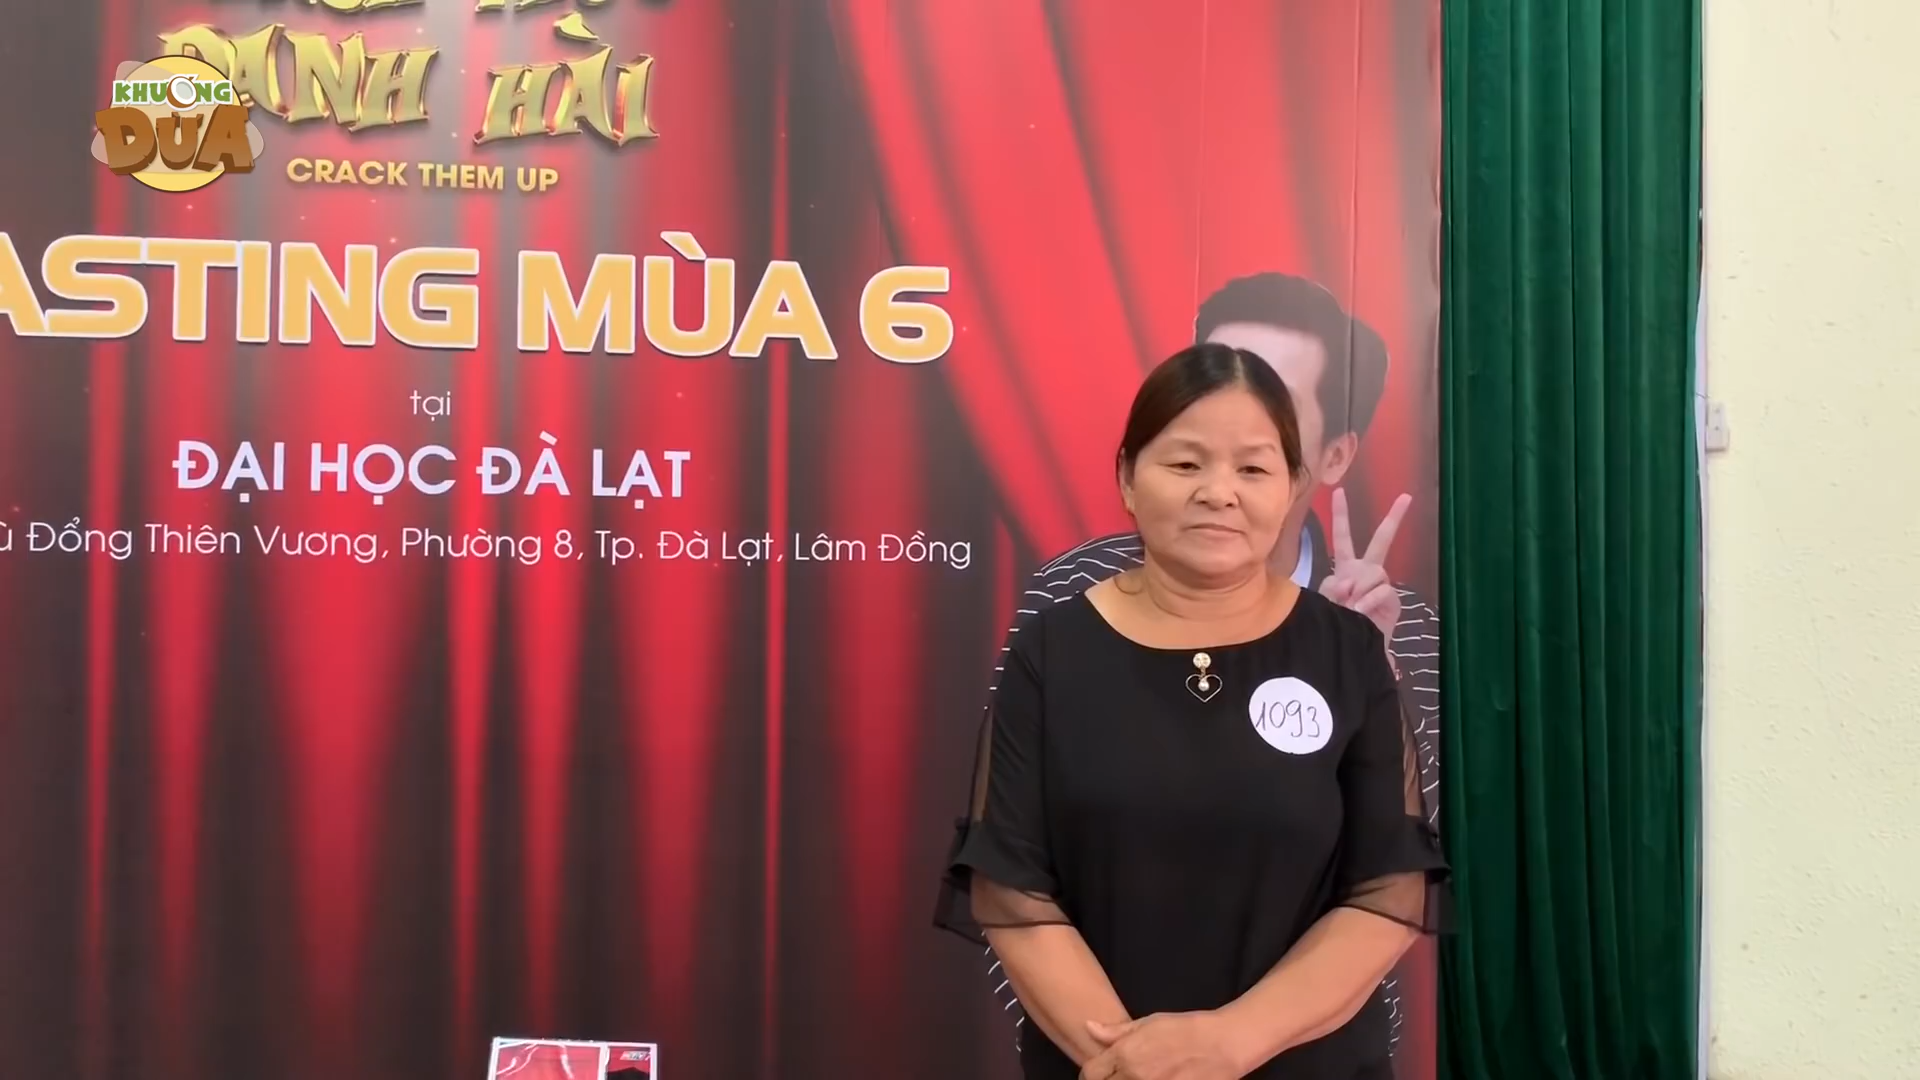 KHƯƠNG
DỪA
DANH HÀI
CRACK THEM UP
ASTING MÙA 6
tại
ĐẠI HỌC ĐÀ LẠT
Đổng Thiên Vương, Phường 8, Tp. Đà Lạt, Lâm Đồng
1093